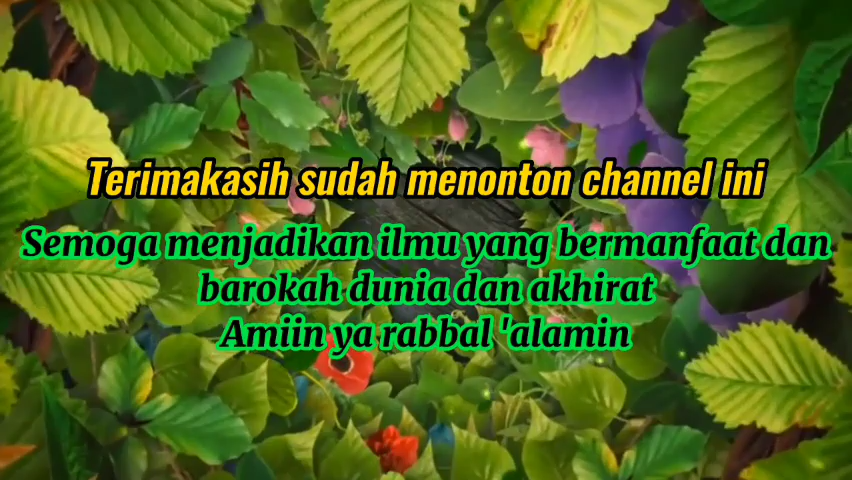 Terimakasih sudah menonton channel ini
Semoga menjadikan ilmu yang bermanfaat dan
barokah dunia dan akhirat
Amiin ya rabbal 'alamin